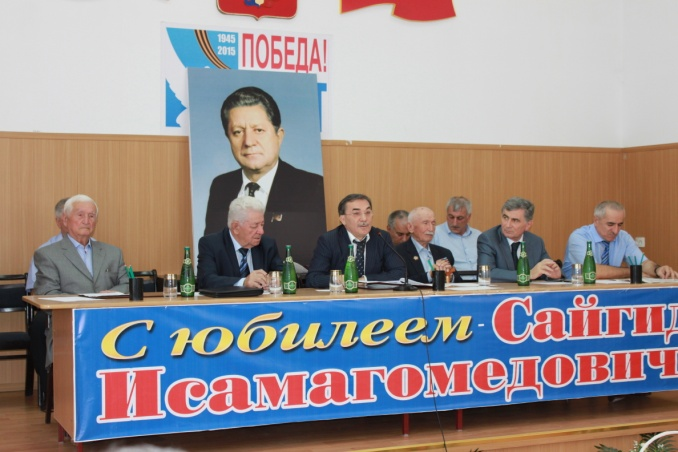 1945
2015
ПОБЕДА!
С юбилеем - Сайгид
Исамагомедович